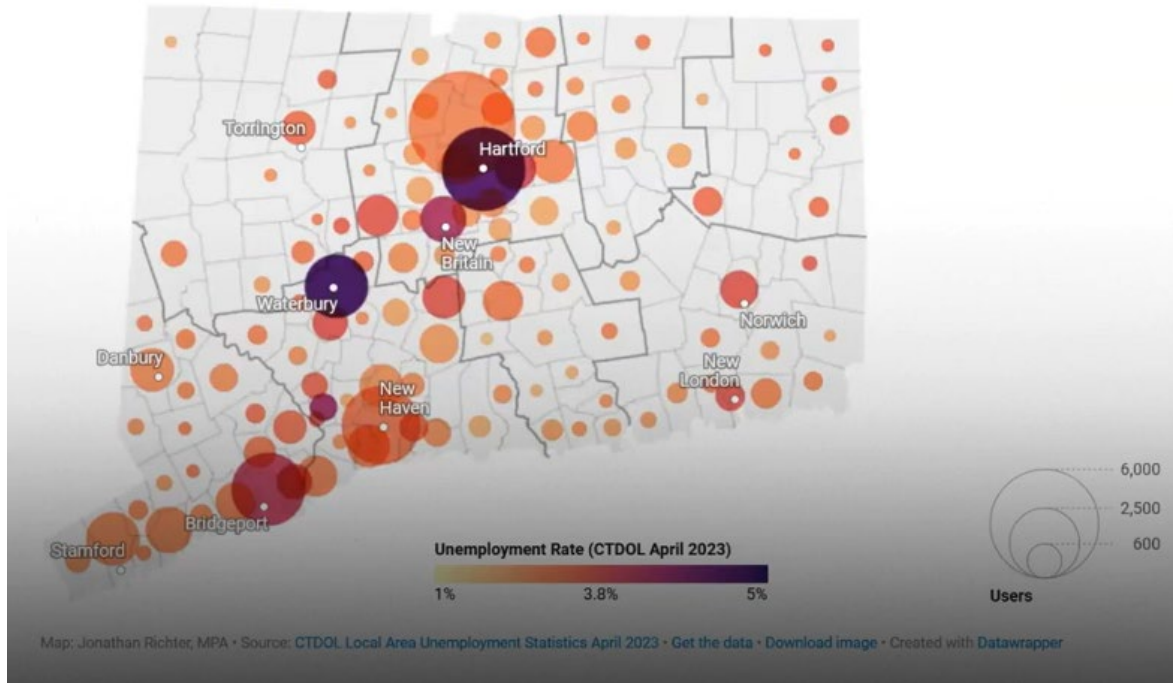 Torrington
Hartford
New
Britain
Waterbury
Norwich
Danbury
New
London
New
Haven
Bridgeport
Stamford
6,000
2,500
600
Users
Unemployment Rate (CTDOL April 2023)
1% 3.8% 5%
Map: Jonathan Richter, MPA • Source: CTDOL Local Area Unemployment Statistics April 2023 • Get the data • Download image • Created with Datawrapper